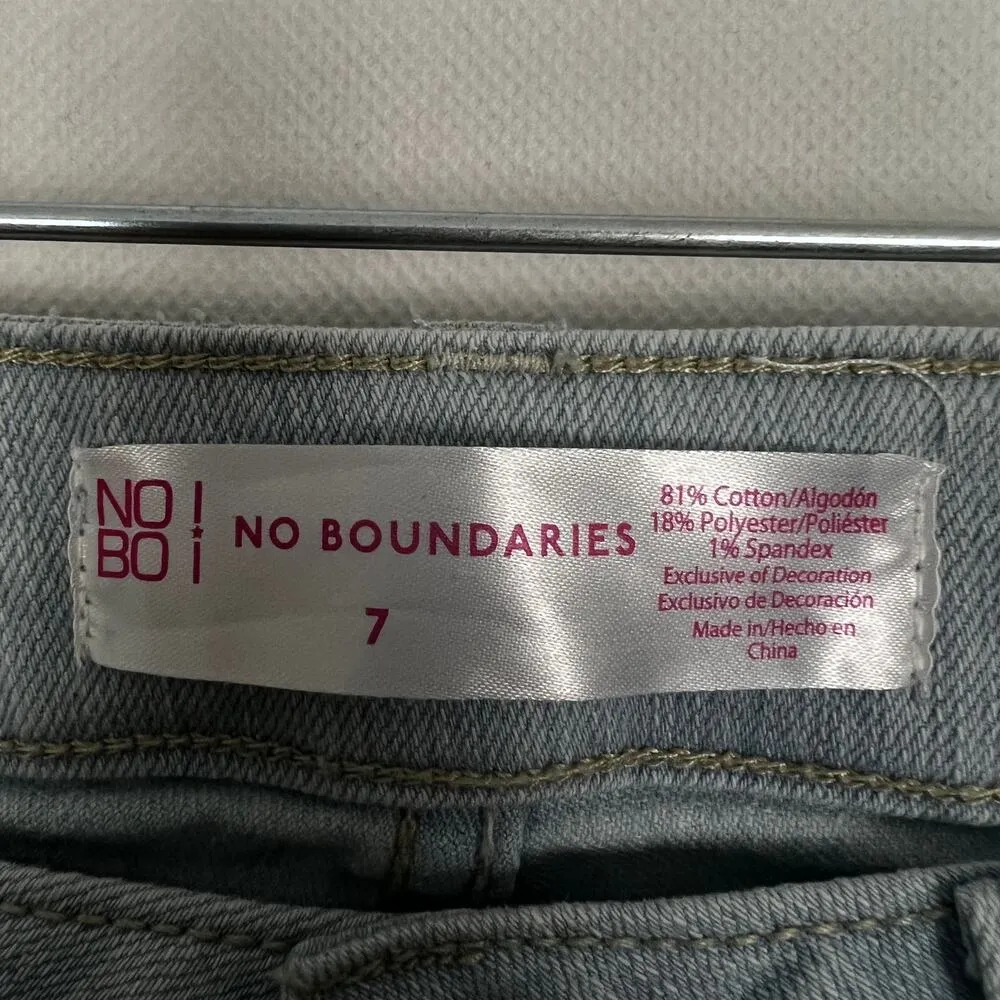 NO
BO
NO BOUNDARIES
7
81% Cotton/Algodón
18% Polyester/Poliéster
1% Spandex
Exclusive of Decoration
Exclusivo de Decoración
Made in/Hecho en
China